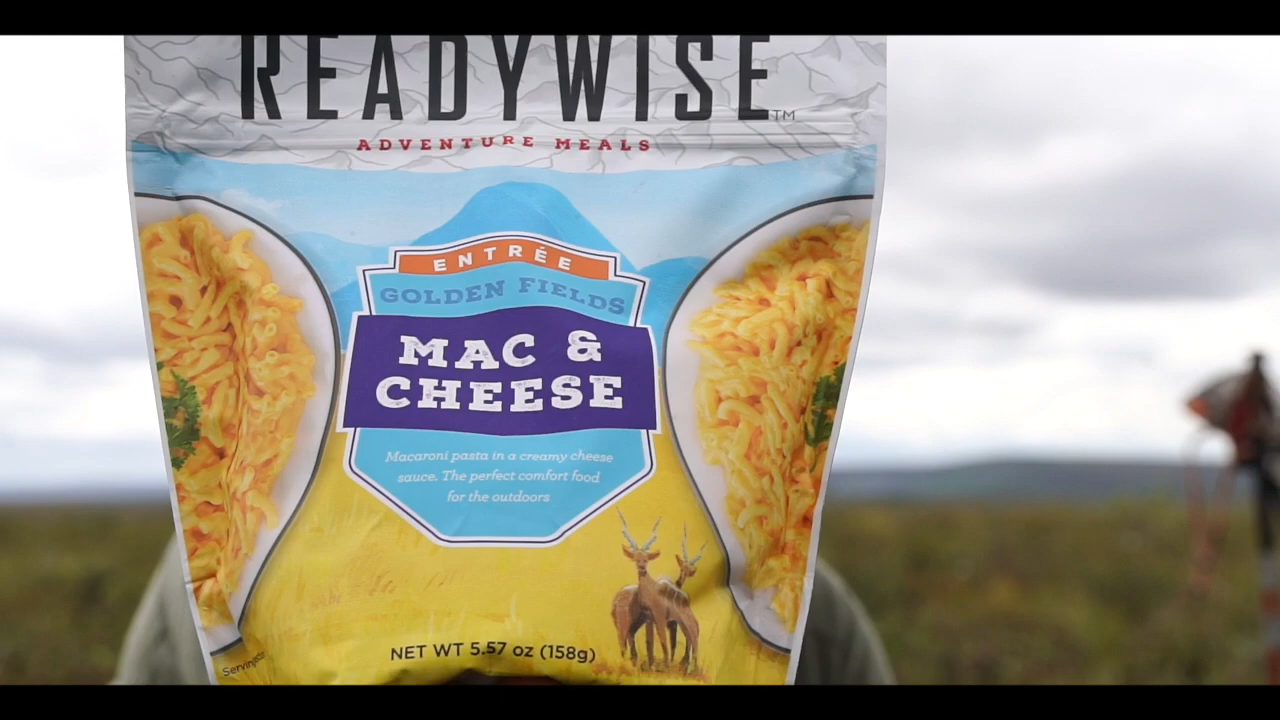 READYWISE™
ADVENTURE MEALS
ENTRÉE
GOLDEN FIELDS
MAC &
CHEESE
Macaroni pasta in a creamy cheese
sauce. The perfect comfort food
for the outdoors
NET WT 5.57 oz (158g)